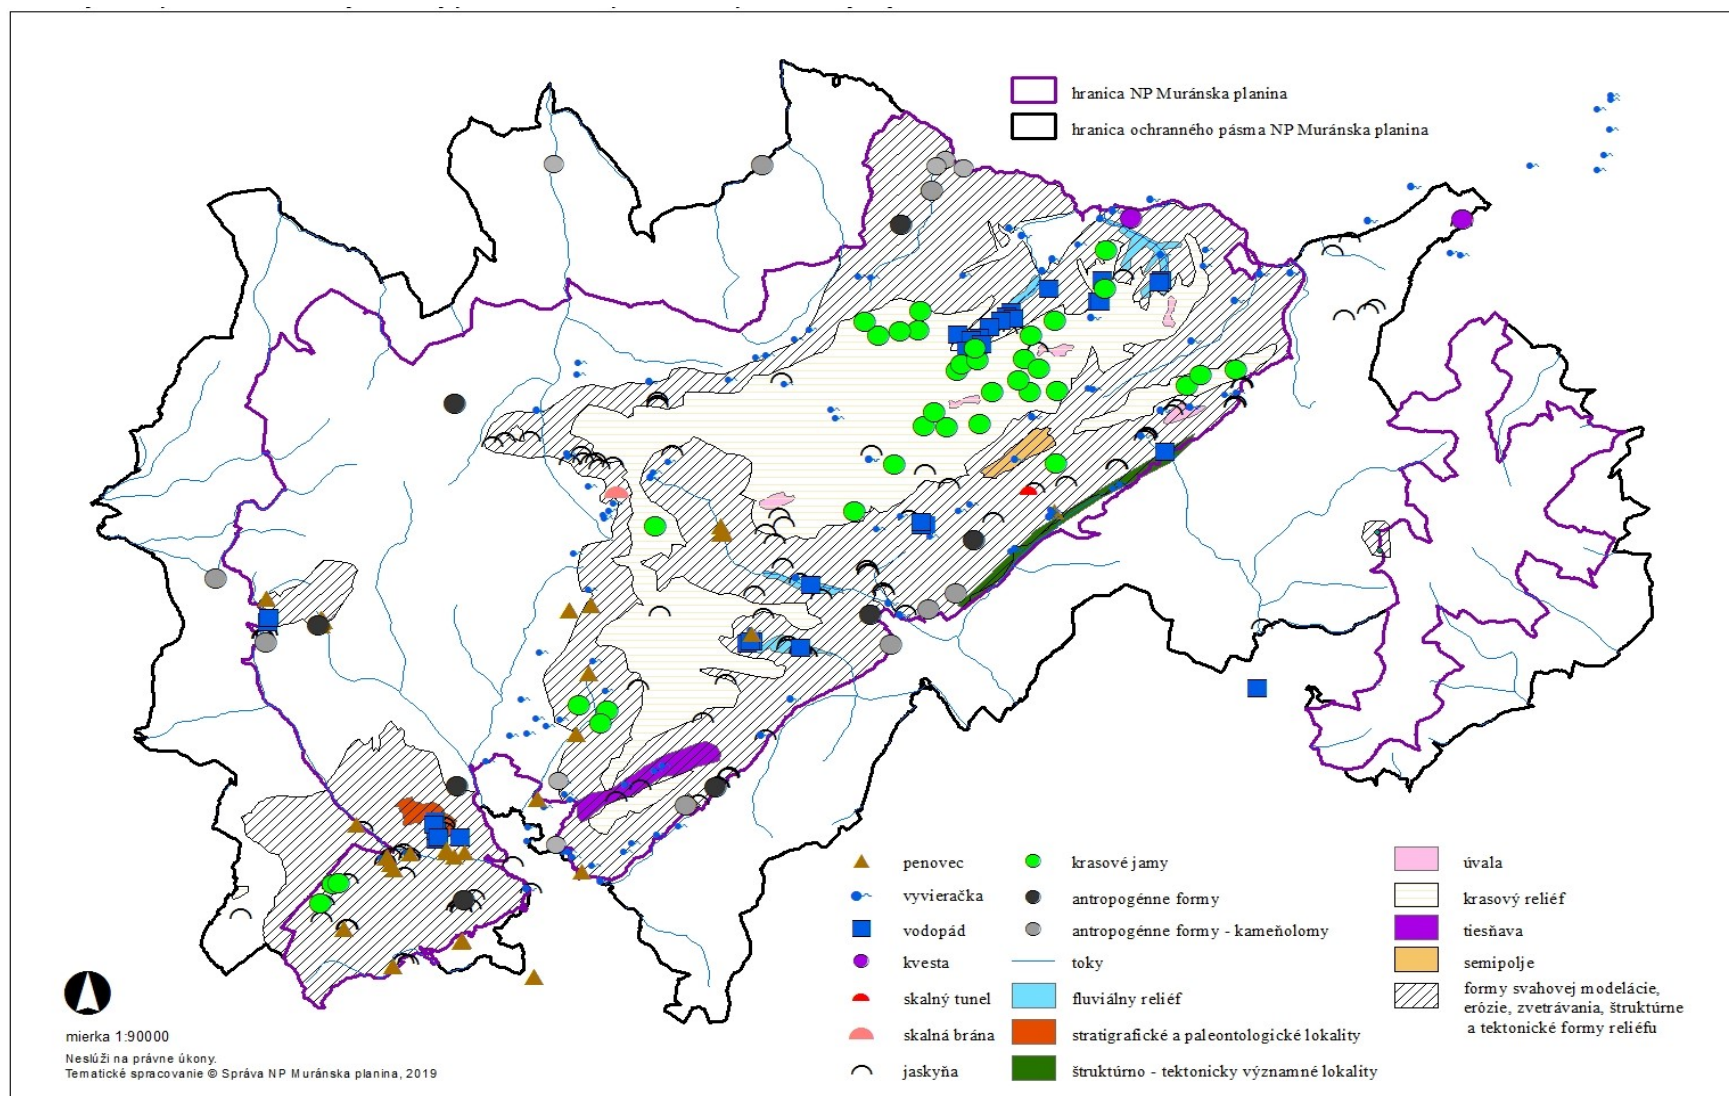 hranica NP Muránska planina
hranica ochranného pásma NP Muránska planina
penovec
vyvieračka
vodopád
kvesta
skalný tunel
skalná brána
jaskyňa
krasové jamy
antropogénne formy
antropogénne formy - kameňolomy
toky
fluviálny reliéf
stratigrafické a paleontologické lokality
štruktúrno - tektonicky významné lokality
úvala
krasový reliéf
tiesňava
semipolje
formy svahovej modelácie,
erózie, zvetrávania, štruktúrne
a tektonické formy reliéfu
mierka 1:90000
Neslúži na právne úkony.
Tematické spracovanie © Správa NP Muránska planina, 2019